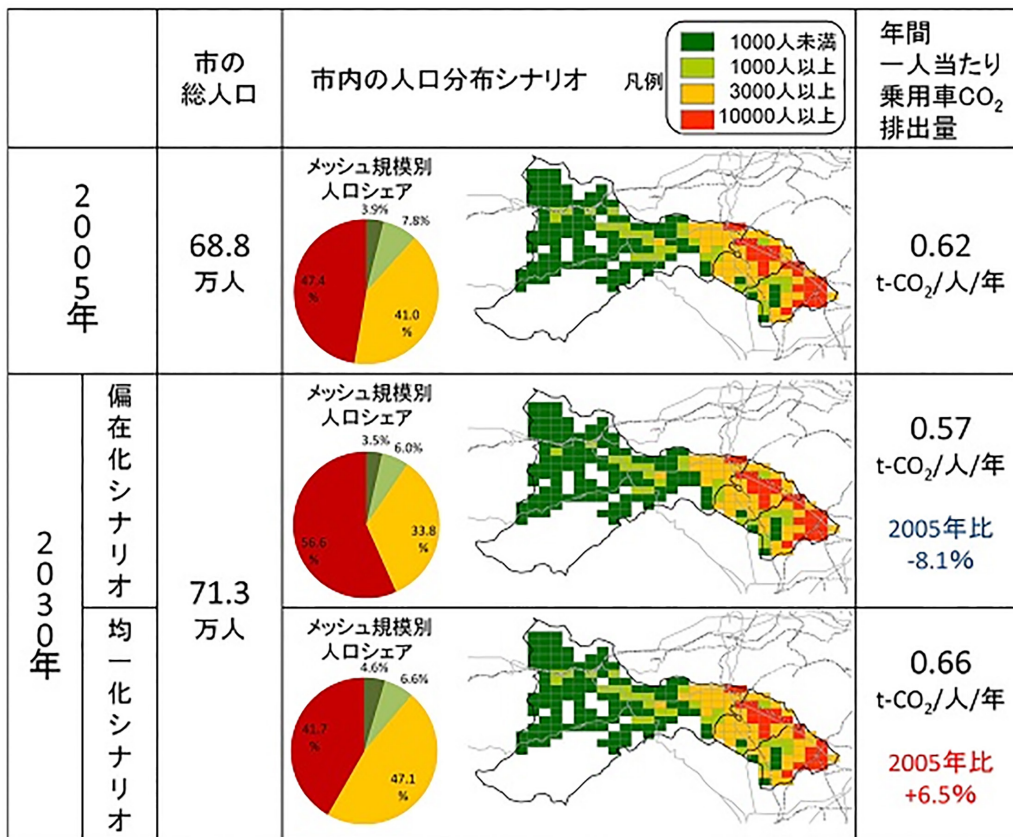 市の
総人口
市内の人口分布シナリオ
凡例
1000人未満
1000人以上
3000人以上
10000人以上
年間
一人当たり
乗用車CO₂
排出量
2005年
68.8
万人
メッシュ規模別
人口シェア
3.9%
7.8%
47.4
%
41.0
%
0.62
t-CO₂/人/年
2030年
偏在化シナリオ
71.3
万人
メッシュ規模別
人口シェア
3.5%
6.0%
56.6
%
33.8
%
0.57
t-CO₂/人/年
2005年比
-8.1%
均一化シナリオ
メッシュ規模別
人口シェア
4.6%
6.6%
41.7
%
47.1
%
0.66
t-CO₂/人/年
2005年比
+6.5%